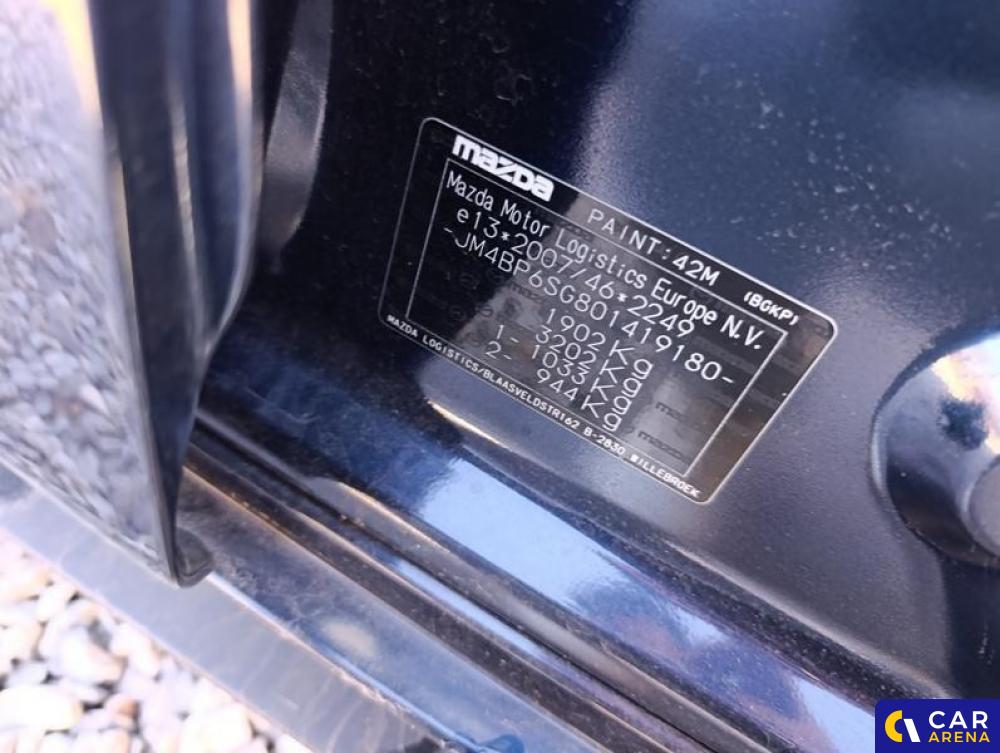 mazda PAINT: 42M (BGKP)
Mazda Motor Logistics Europe N.V.
e13*2007/46*2249
-JM4BP6SG801419180-
1902Kg
3202Kg
1- 1033Kg
2- 944Kg
MAZDA LOGISTICS/BLAASVELDSTR162 B-2830 WILLEBROEK
CAR
ARENA